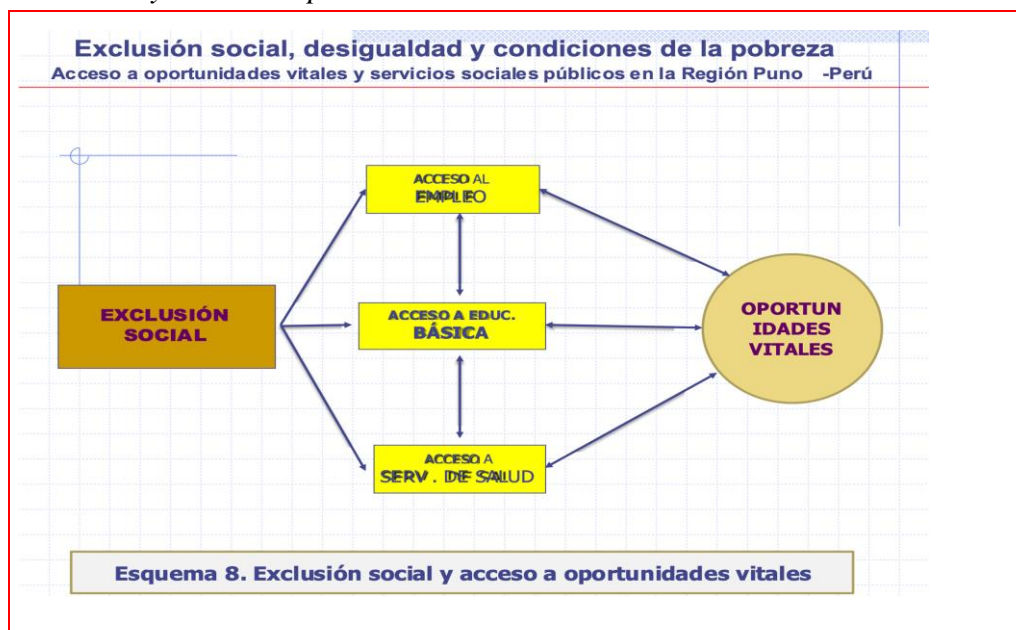 Exclusión social, desigualdad y condiciones de la pobreza
Acceso a oportunidades vitales y servicios sociales públicos en la Región Puno -Perú
ACCESO AL
EMPLEO
EXCLUSIÓN
SOCIAL
ACCESO A EDUC.
BÁSICA
OPORTUN
IDADES
VITALES
ACCESO A
SERV. DE SALUD
Esquema 8. Exclusión social y acceso a oportunidades vitales